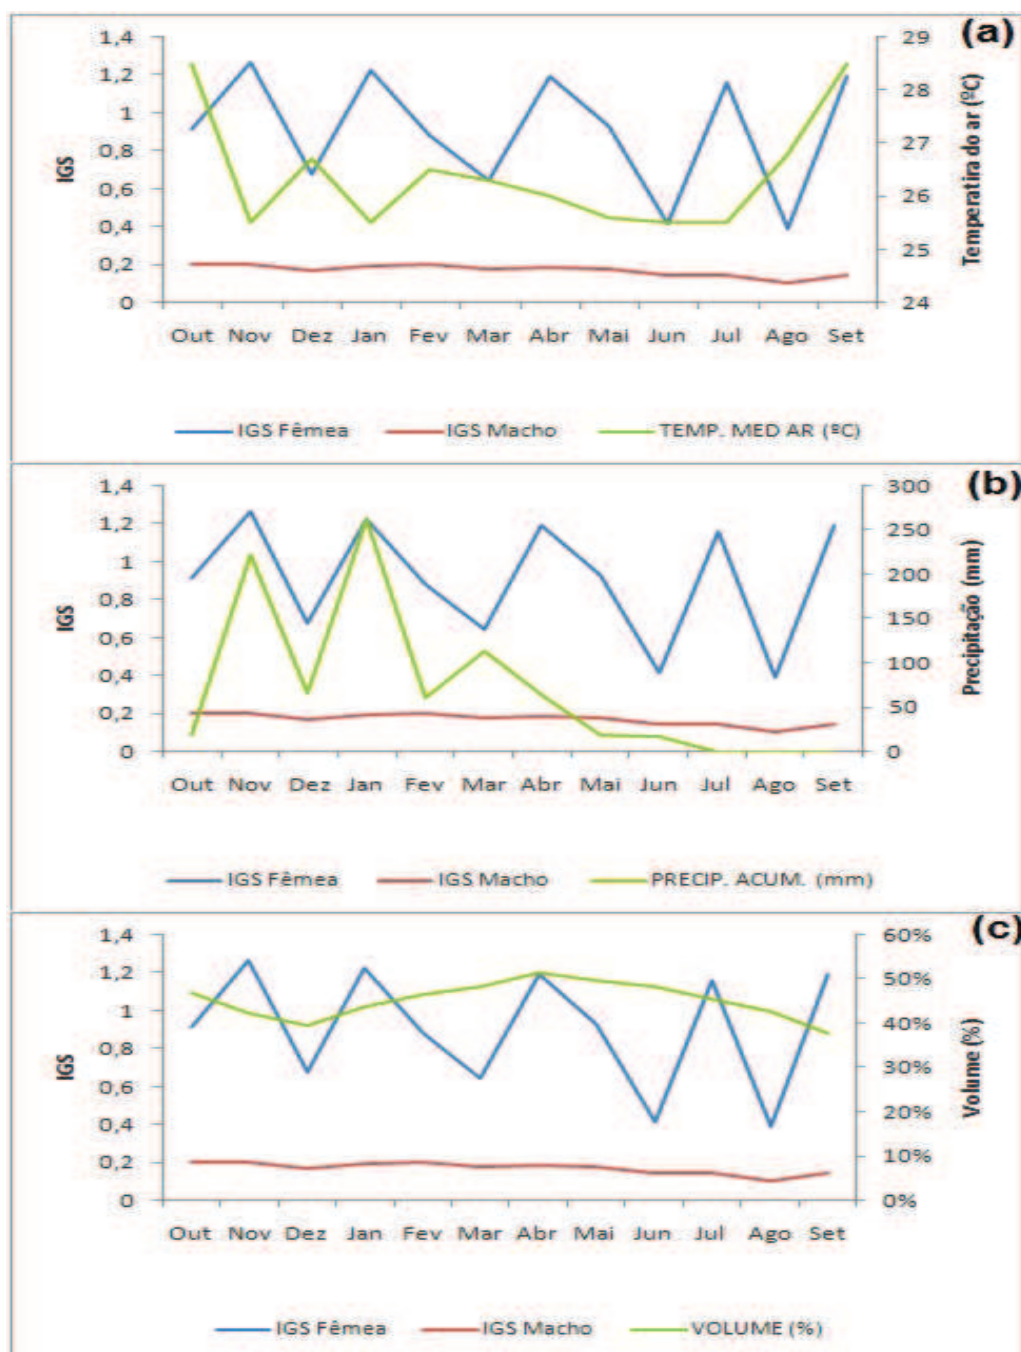 (a)
1,4
1,2
1
0,8
0,6
0,4
0,2
0
IGS
29
28
27
26
25
24
Temperatira do ar (ºC)
Out Nov Dez Jan Fev Mar Abr Mai Jun Jul Ago Set
IGS Fêmea IGS Macho TEMP. MED AR (ºC)
(b)
1,4
1,2
1
0,8
0,6
0,4
0,2
0
IGS
300
250
200
150
100
50
0
Precipitação (mm)
Out Nov Dez Jan Fev Mar Abr Mai Jun Jul Ago Set
IGS Fêmea IGS Macho PRECIP. ACUM. (mm)
(c)
1,4
1,2
1
0,8
0,6
0,4
0,2
0
IGS
60%
50%
40%
30%
20%
10%
0%
Volume (%)
Out Nov Dez Jan Fev Mar Abr Mai Jun Jul Ago Set
IGS Fêmea IGS Macho VOLUME (%)